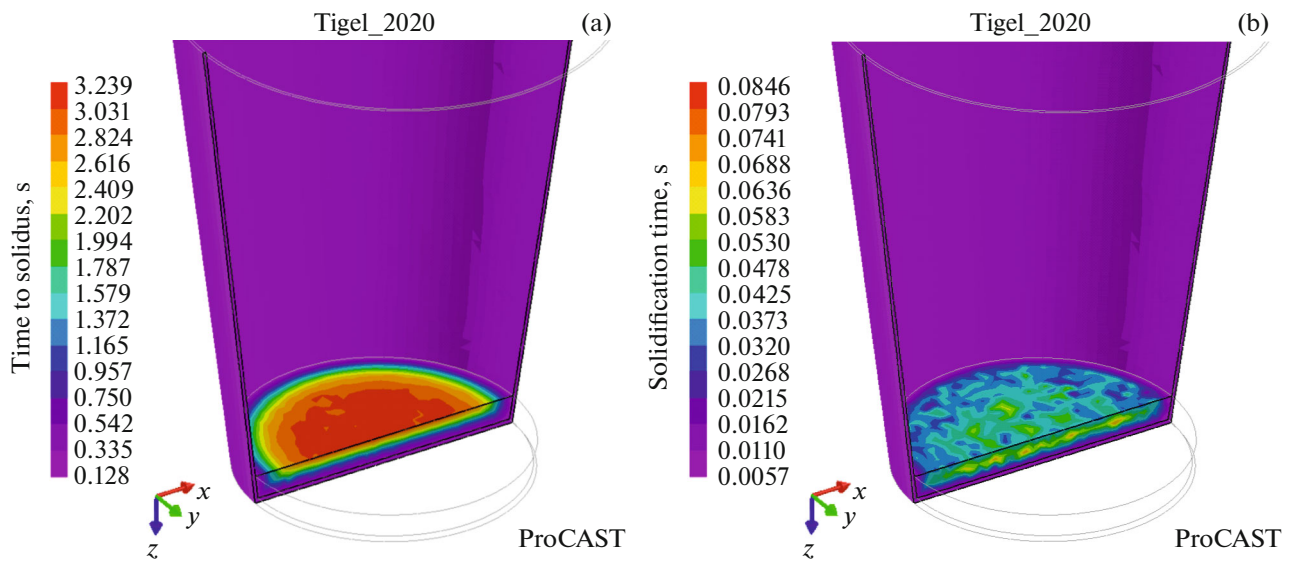 Tigel_2020 (a)
Time to solidus, s
3.239
3.031
2.824
2.616
2.409
2.202
1.994
1.787
1.579
1.372
1.165
0.957
0.750
0.542
0.335
0.128
x
y
z
ProCAST
Tigel_2020 (b)
Solidification time, s
0.0846
0.0793
0.0741
0.0688
0.0636
0.0583
0.0530
0.0478
0.0425
0.0373
0.0320
0.0268
0.0215
0.0162
0.0110
0.0057
x
y
z
ProCAST